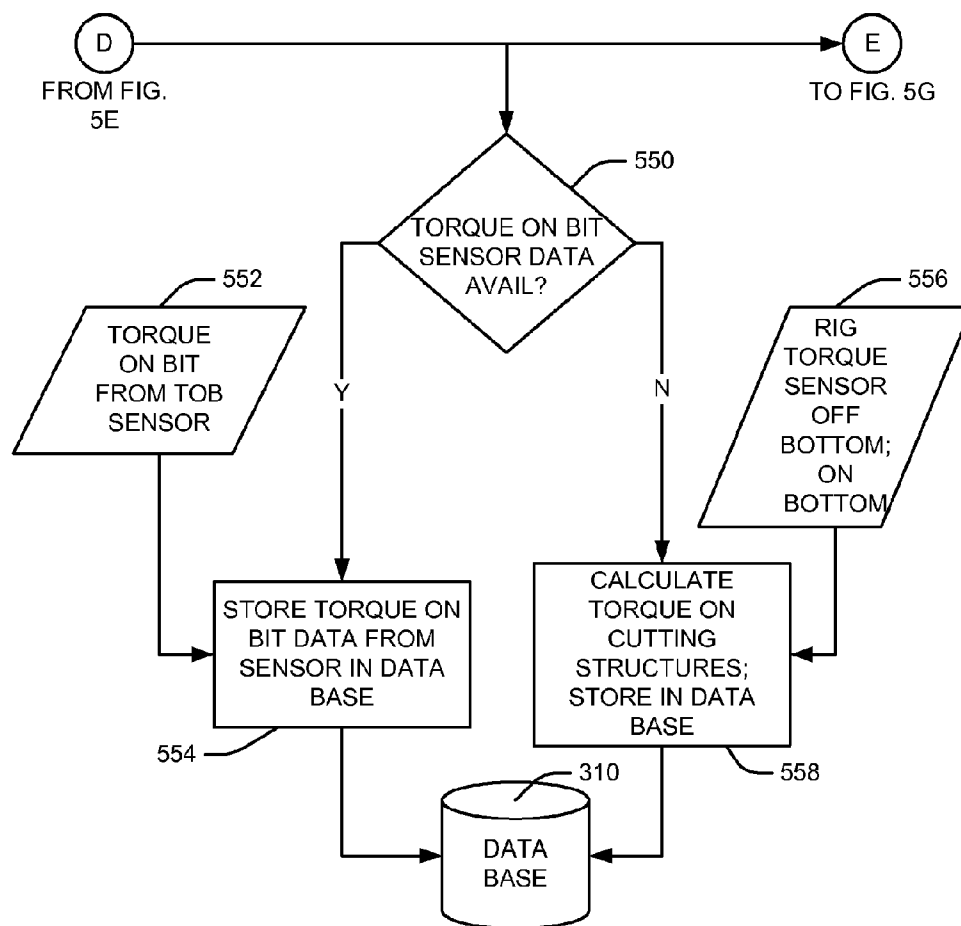 D
E
FROM FIG.
5E
TO FIG. 5G
550
TORQUE ON BIT
SENSOR DATA
AVAIL?
552
TORQUE
ON BIT
FROM TOB
SENSOR
556
RIG
TORQUE
SENSOR
OFF
BOTTOM;
ON
BOTTOM
Y
N
STORE TORQUE ON
BIT DATA FROM
SENSOR IN DATA
BASE
554
CALCULATE
TORQUE ON
CUTTING
STRUCTURES;
STORE IN DATA
BASE
558
310
DATA
BASE